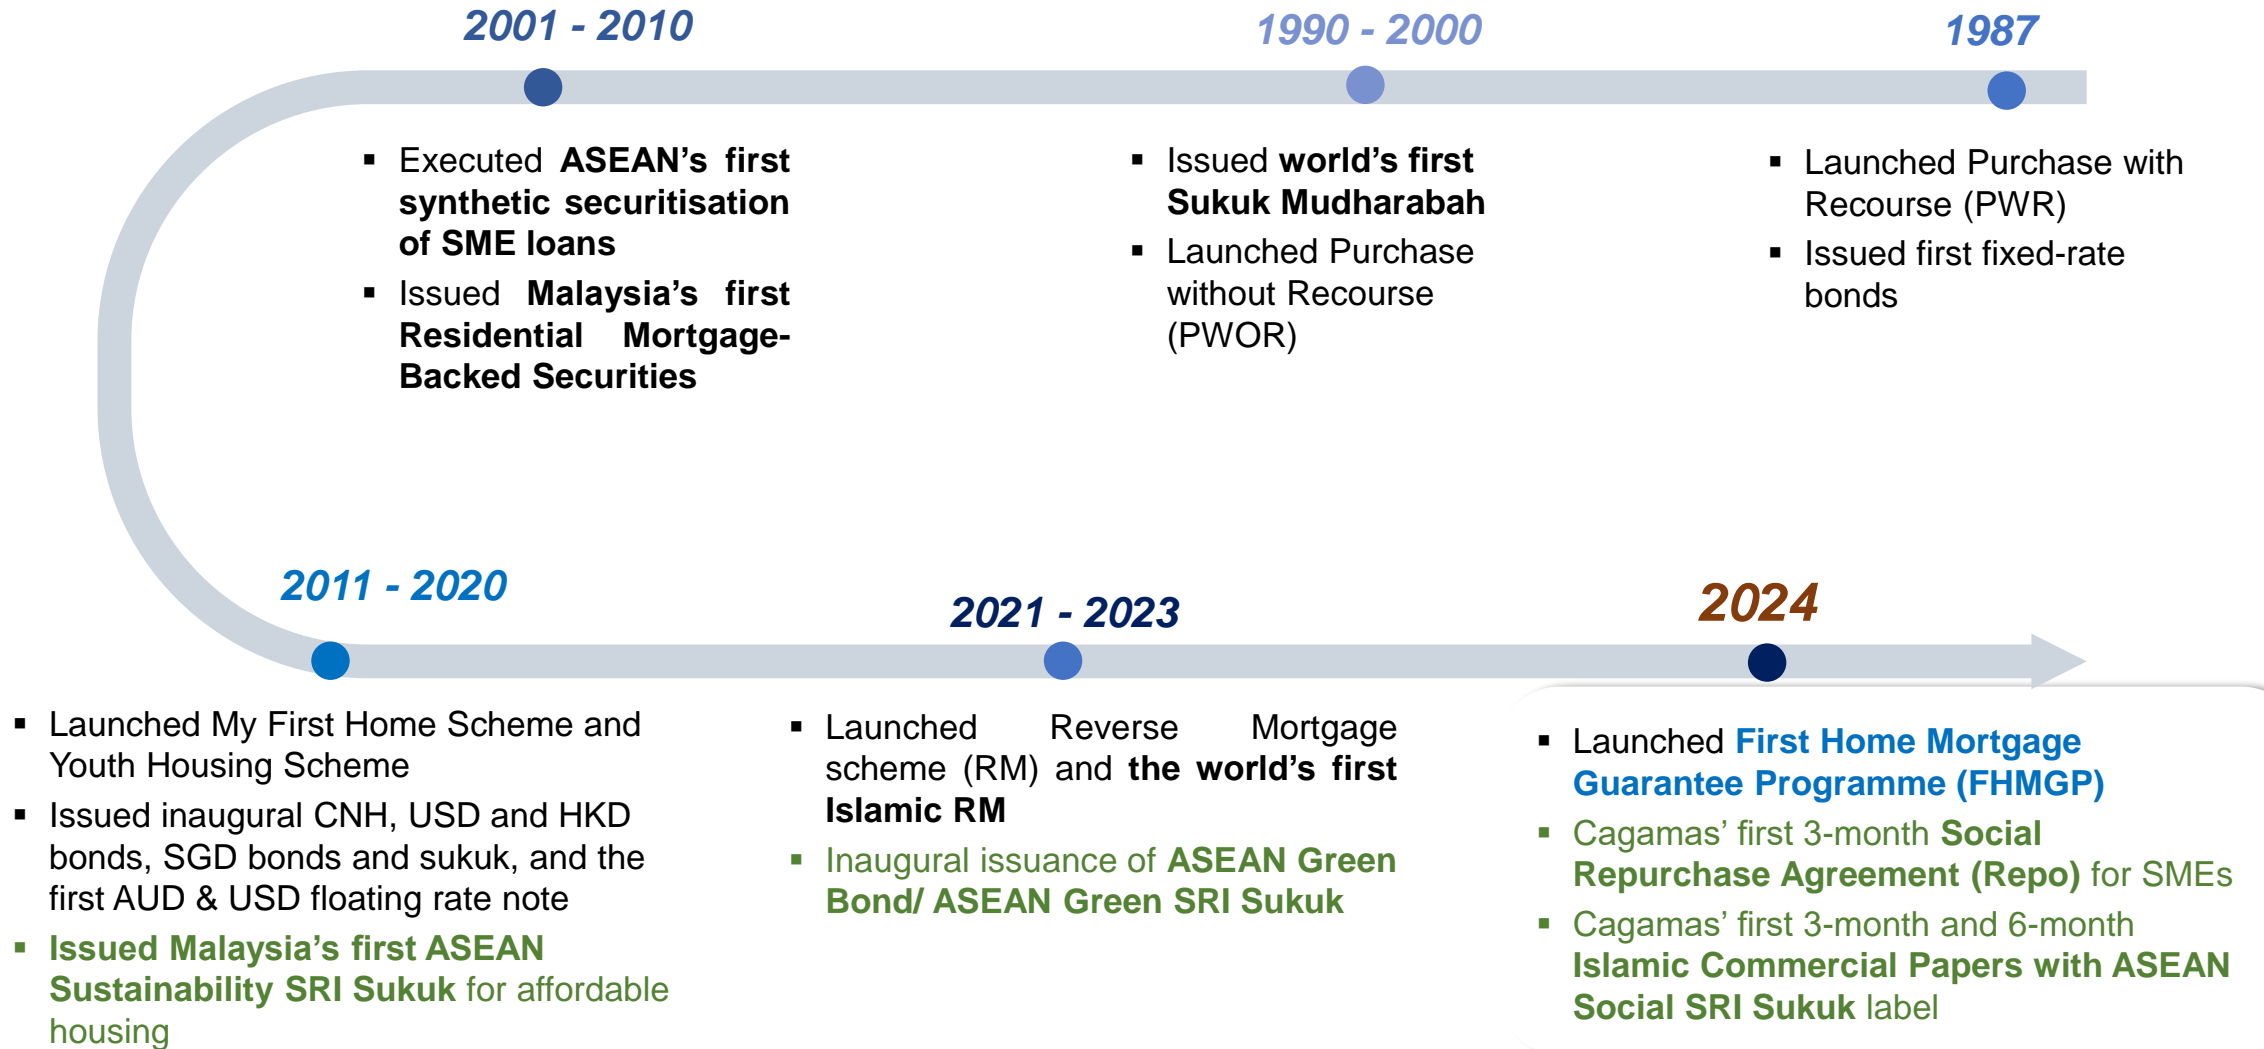 2001 - 2010
▪ Executed ASEAN’s first
synthetic securitisation
of SME loans
▪ Issued Malaysia’s first
Residential Mortgage-
Backed Securities
1990 - 2000
▪ Issued world’s first
Sukuk Mudharabah
▪ Launched Purchase
without Recourse
(PWOR)
1987
▪ Launched Purchase with
Recourse (PWR)
▪ Issued first fixed-rate
bonds
2011 - 2020
▪ Launched My First Home Scheme and
Youth Housing Scheme
▪ Issued inaugural CNH, USD and HKD
bonds, SGD bonds and sukuk, and the
first AUD & USD floating rate note
▪ Issued Malaysia’s first ASEAN
Sustainability SRI Sukuk for affordable
housing
2021 - 2023
▪ Launched Reverse Mortgage
scheme (RM) and the world’s first
Islamic RM
▪ Inaugural issuance of ASEAN Green
Bond/ ASEAN Green SRI Sukuk
2024
▪ Launched First Home Mortgage
Guarantee Programme (FHMGP)
▪ Cagamas’ first 3-month Social
Repurchase Agreement (Repo) for SMEs
▪ Cagamas’ first 3-month and 6-month
Islamic Commercial Papers with ASEAN
Social SRI Sukuk label